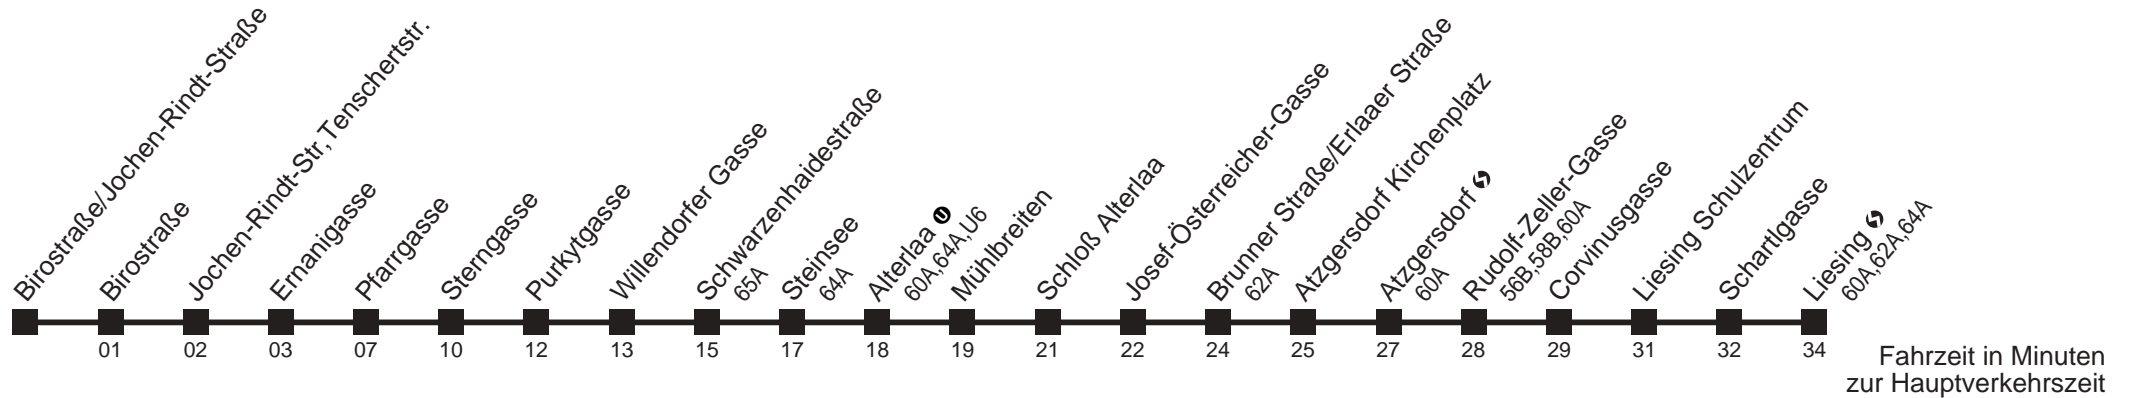 Birostraße/Jochen-Rindt-Straße
Birostraße
01
Jochen-Rindt-Str,Tenschertstr.
02
Ernanigasse
03
Pfarrgasse
07
Sterngasse
10
Purkytgasse
12
Willendorfer Gasse
13
Schwarzenhaidestraße
65A
15
Steinsee
64A
17
Alterlaa U
60A,64A,U6
18
Mühlbreiten
19
Schloß Alterlaa
21
Josef-Österreicher-Gasse
22
Brunner Straße/Erlaaer Straße
62A
24
Atzgersdorf Kirchenplatz
25
Atzgersdorf
60A
27
Rudolf-Zeller-Gasse
56B,58B,60A
28
Corvinusgasse
29
Liesing Schulzentrum
31
Schartlgasse
32
Liesing
60A,62A,64A
34
Fahrzeit in Minuten
zur Hauptverkehrszeit